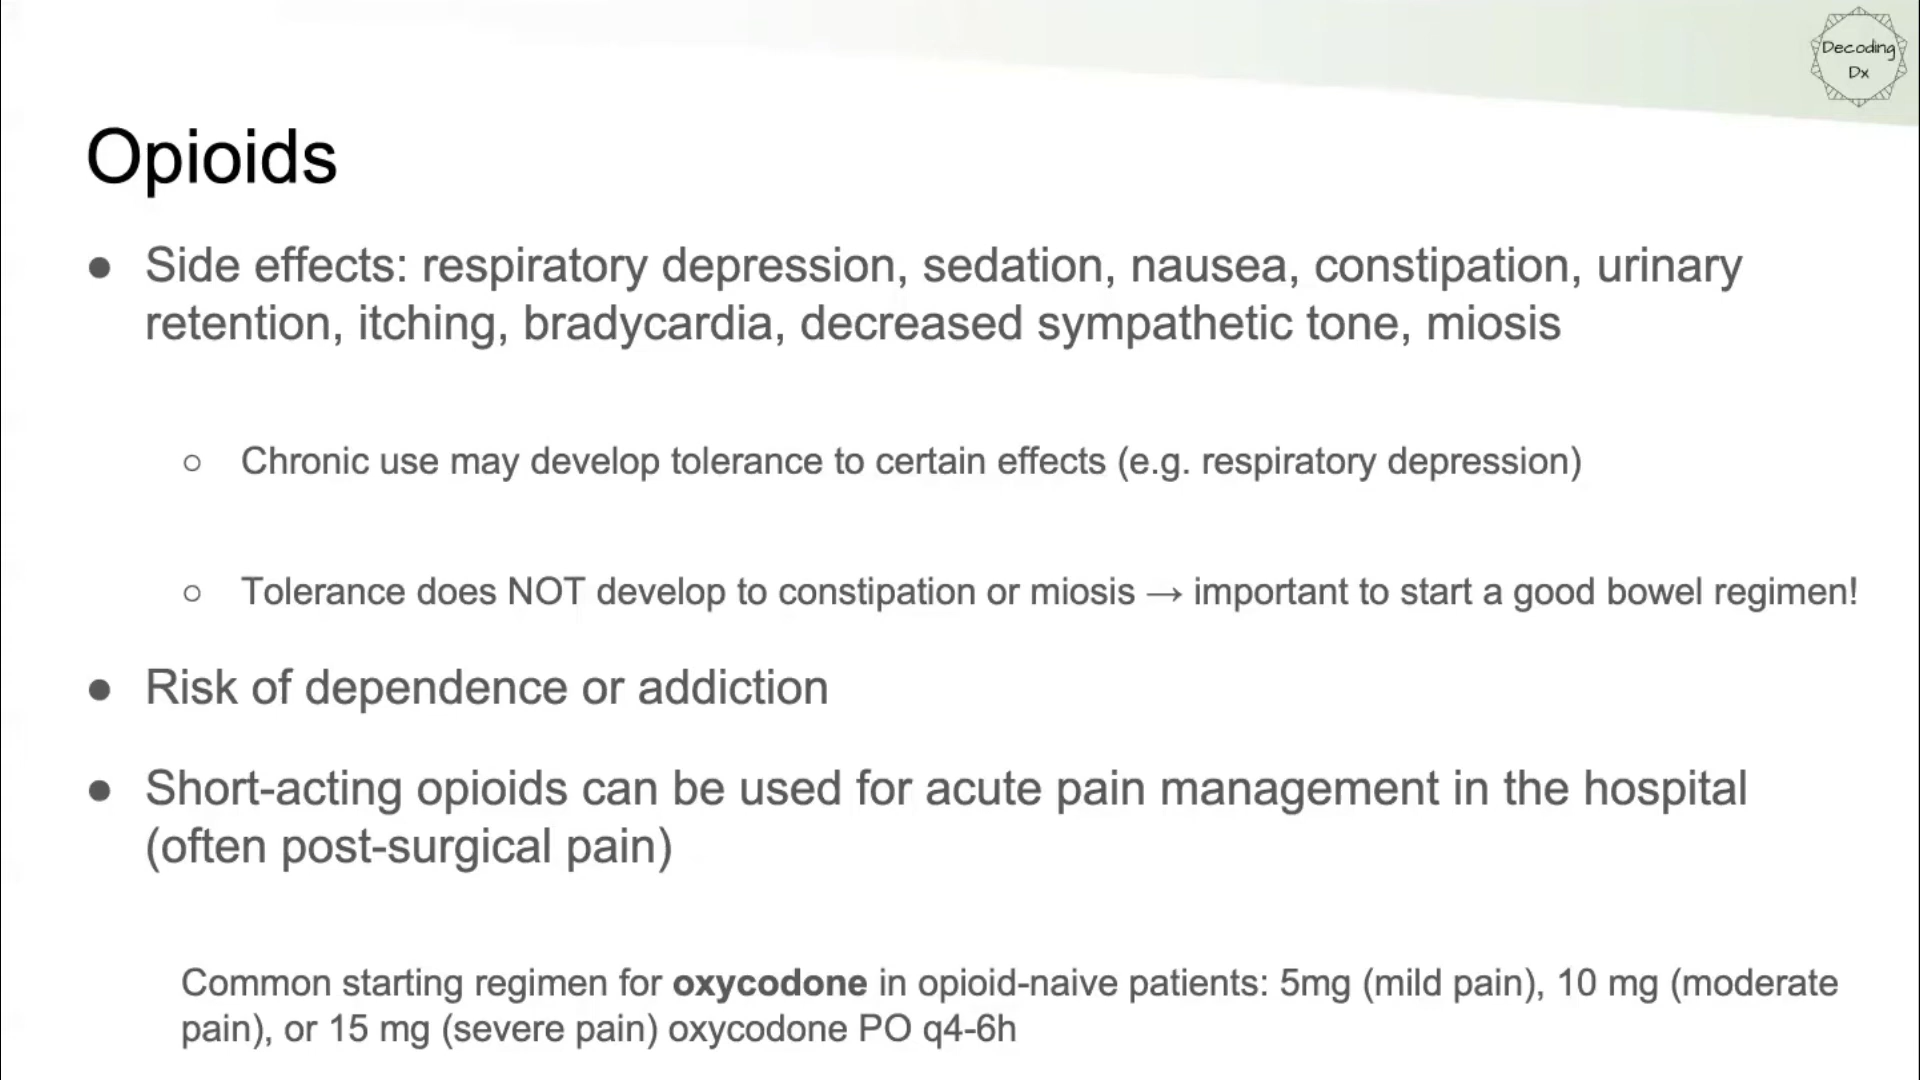 Decoding
Dx
Opioids
● Side effects: respiratory depression, sedation, nausea, constipation, urinary
retention, itching, bradycardia, decreased sympathetic tone, miosis
○ Chronic use may develop tolerance to certain effects (e.g. respiratory depression)
○ Tolerance does NOT develop to constipation or miosis → important to start a good bowel regimen!
● Risk of dependence or addiction
● Short-acting opioids can be used for acute pain management in the hospital
(often post-surgical pain)
Common starting regimen for oxycodone in opioid-naive patients: 5mg (mild pain), 10 mg (moderate
pain), or 15 mg (severe pain) oxycodone PO q4-6h